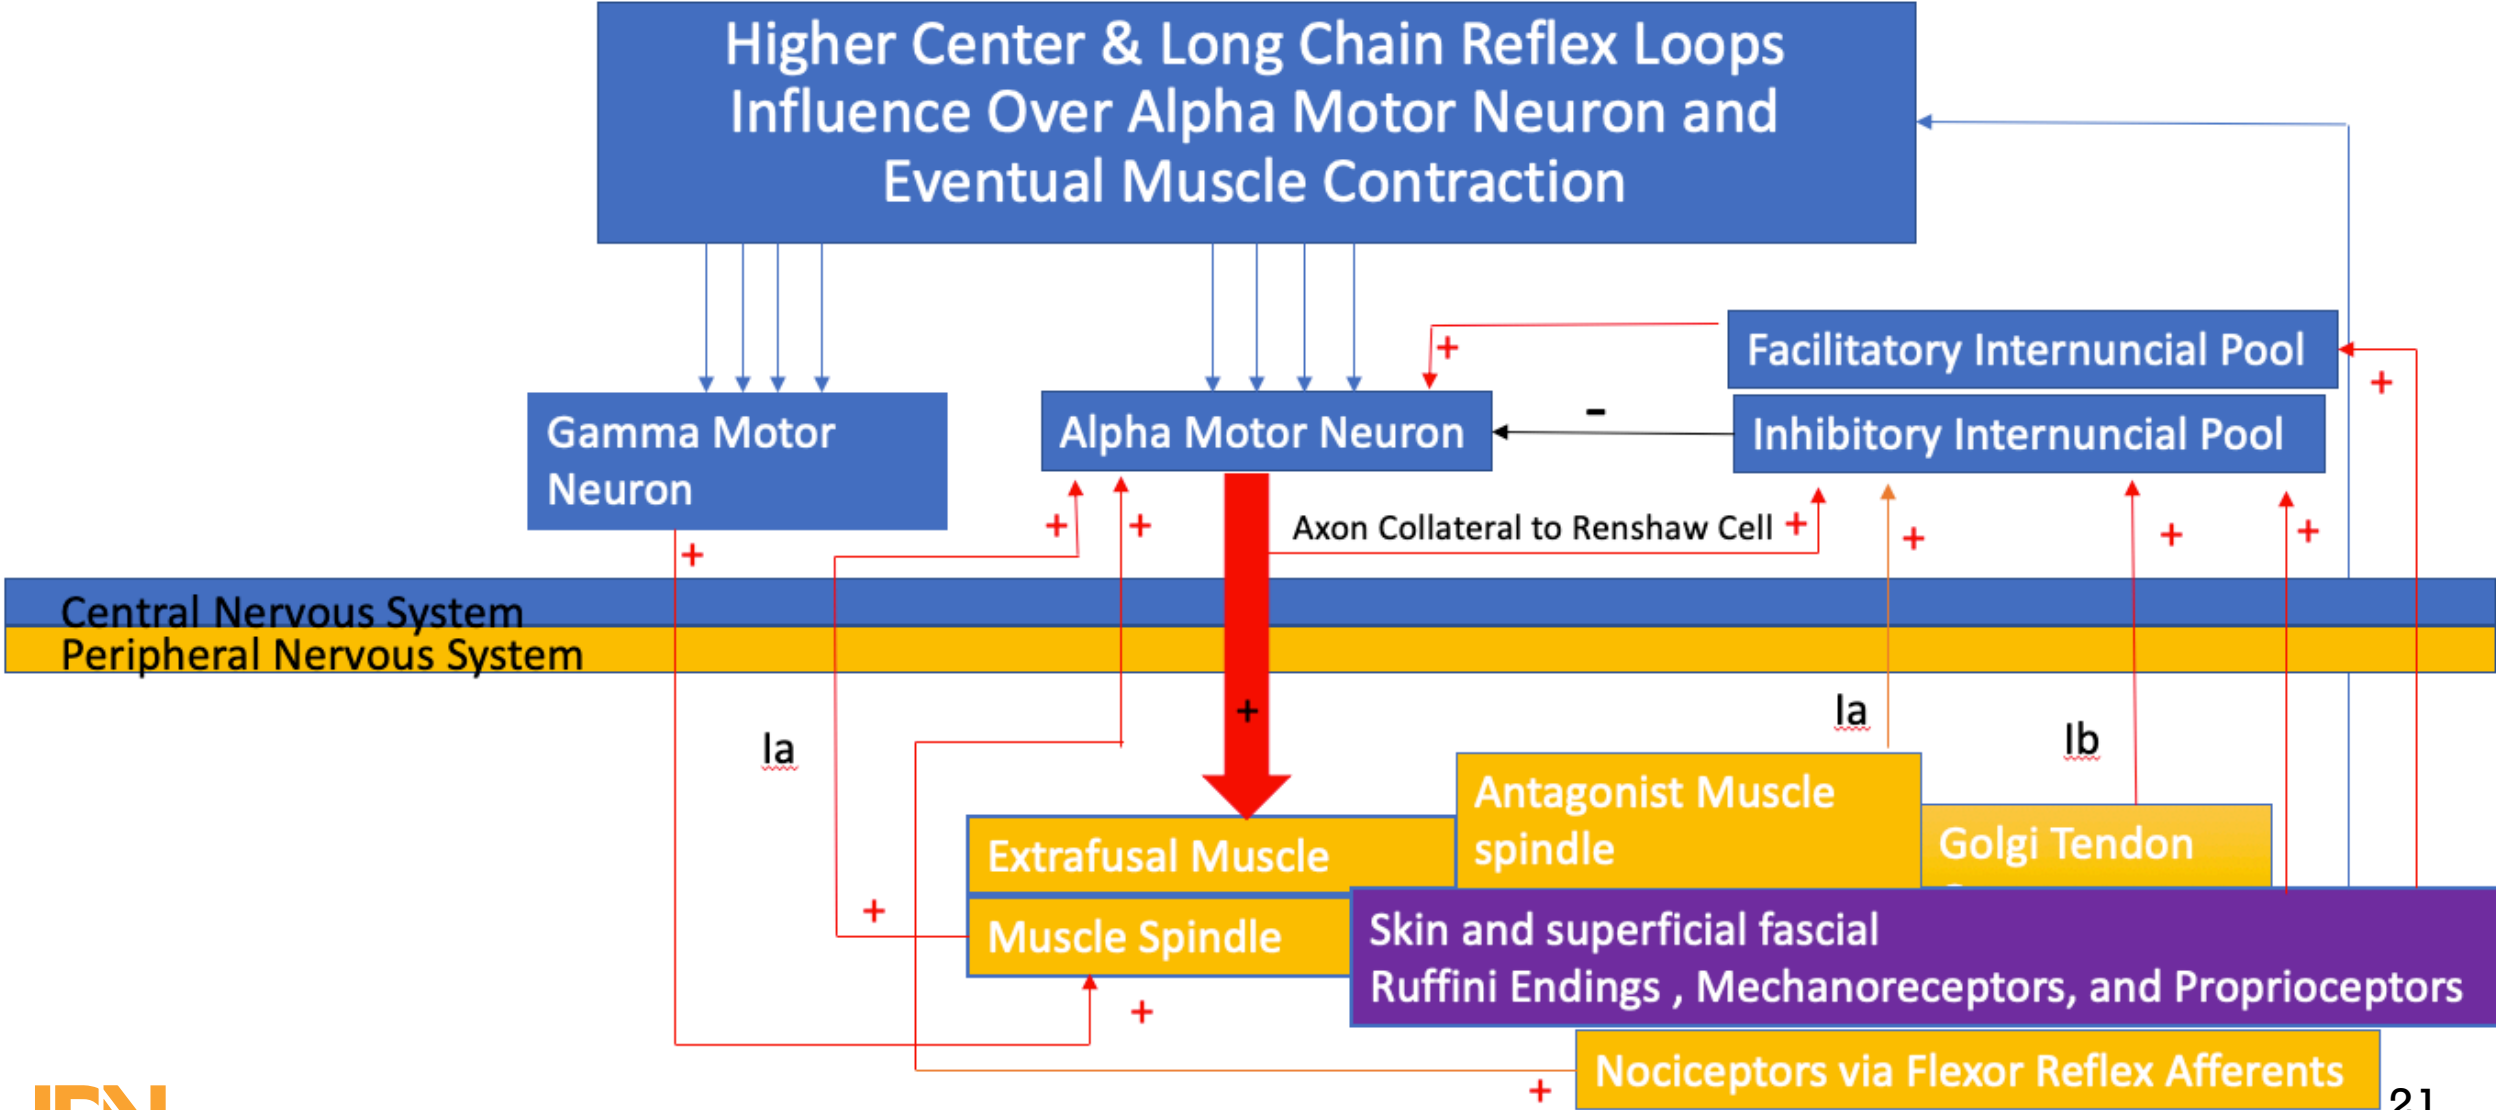 Higher Center & Long Chain Reflex Loops
Influence Over Alpha Motor Neuron and
Eventual Muscle Contraction
+
Facilitatory Internuncial Pool
+
Gamma Motor
Neuron
Alpha Motor Neuron
-
Inhibitory Internuncial Pool
+
+
+
Axon Collateral to Renshaw Cell +
+
+
+
Central Nervous System
Peripheral Nervous System
Ia
+
Ia
Ib
Antagonist Muscle
spindle
Extrafusal Muscle
Golgi Tendon
+
Muscle Spindle
Skin and superficial fascial
Ruffini Endings , Mechanoreceptors, and Proprioceptors
+
Nociceptors via Flexor Reflex Afferents
+
21